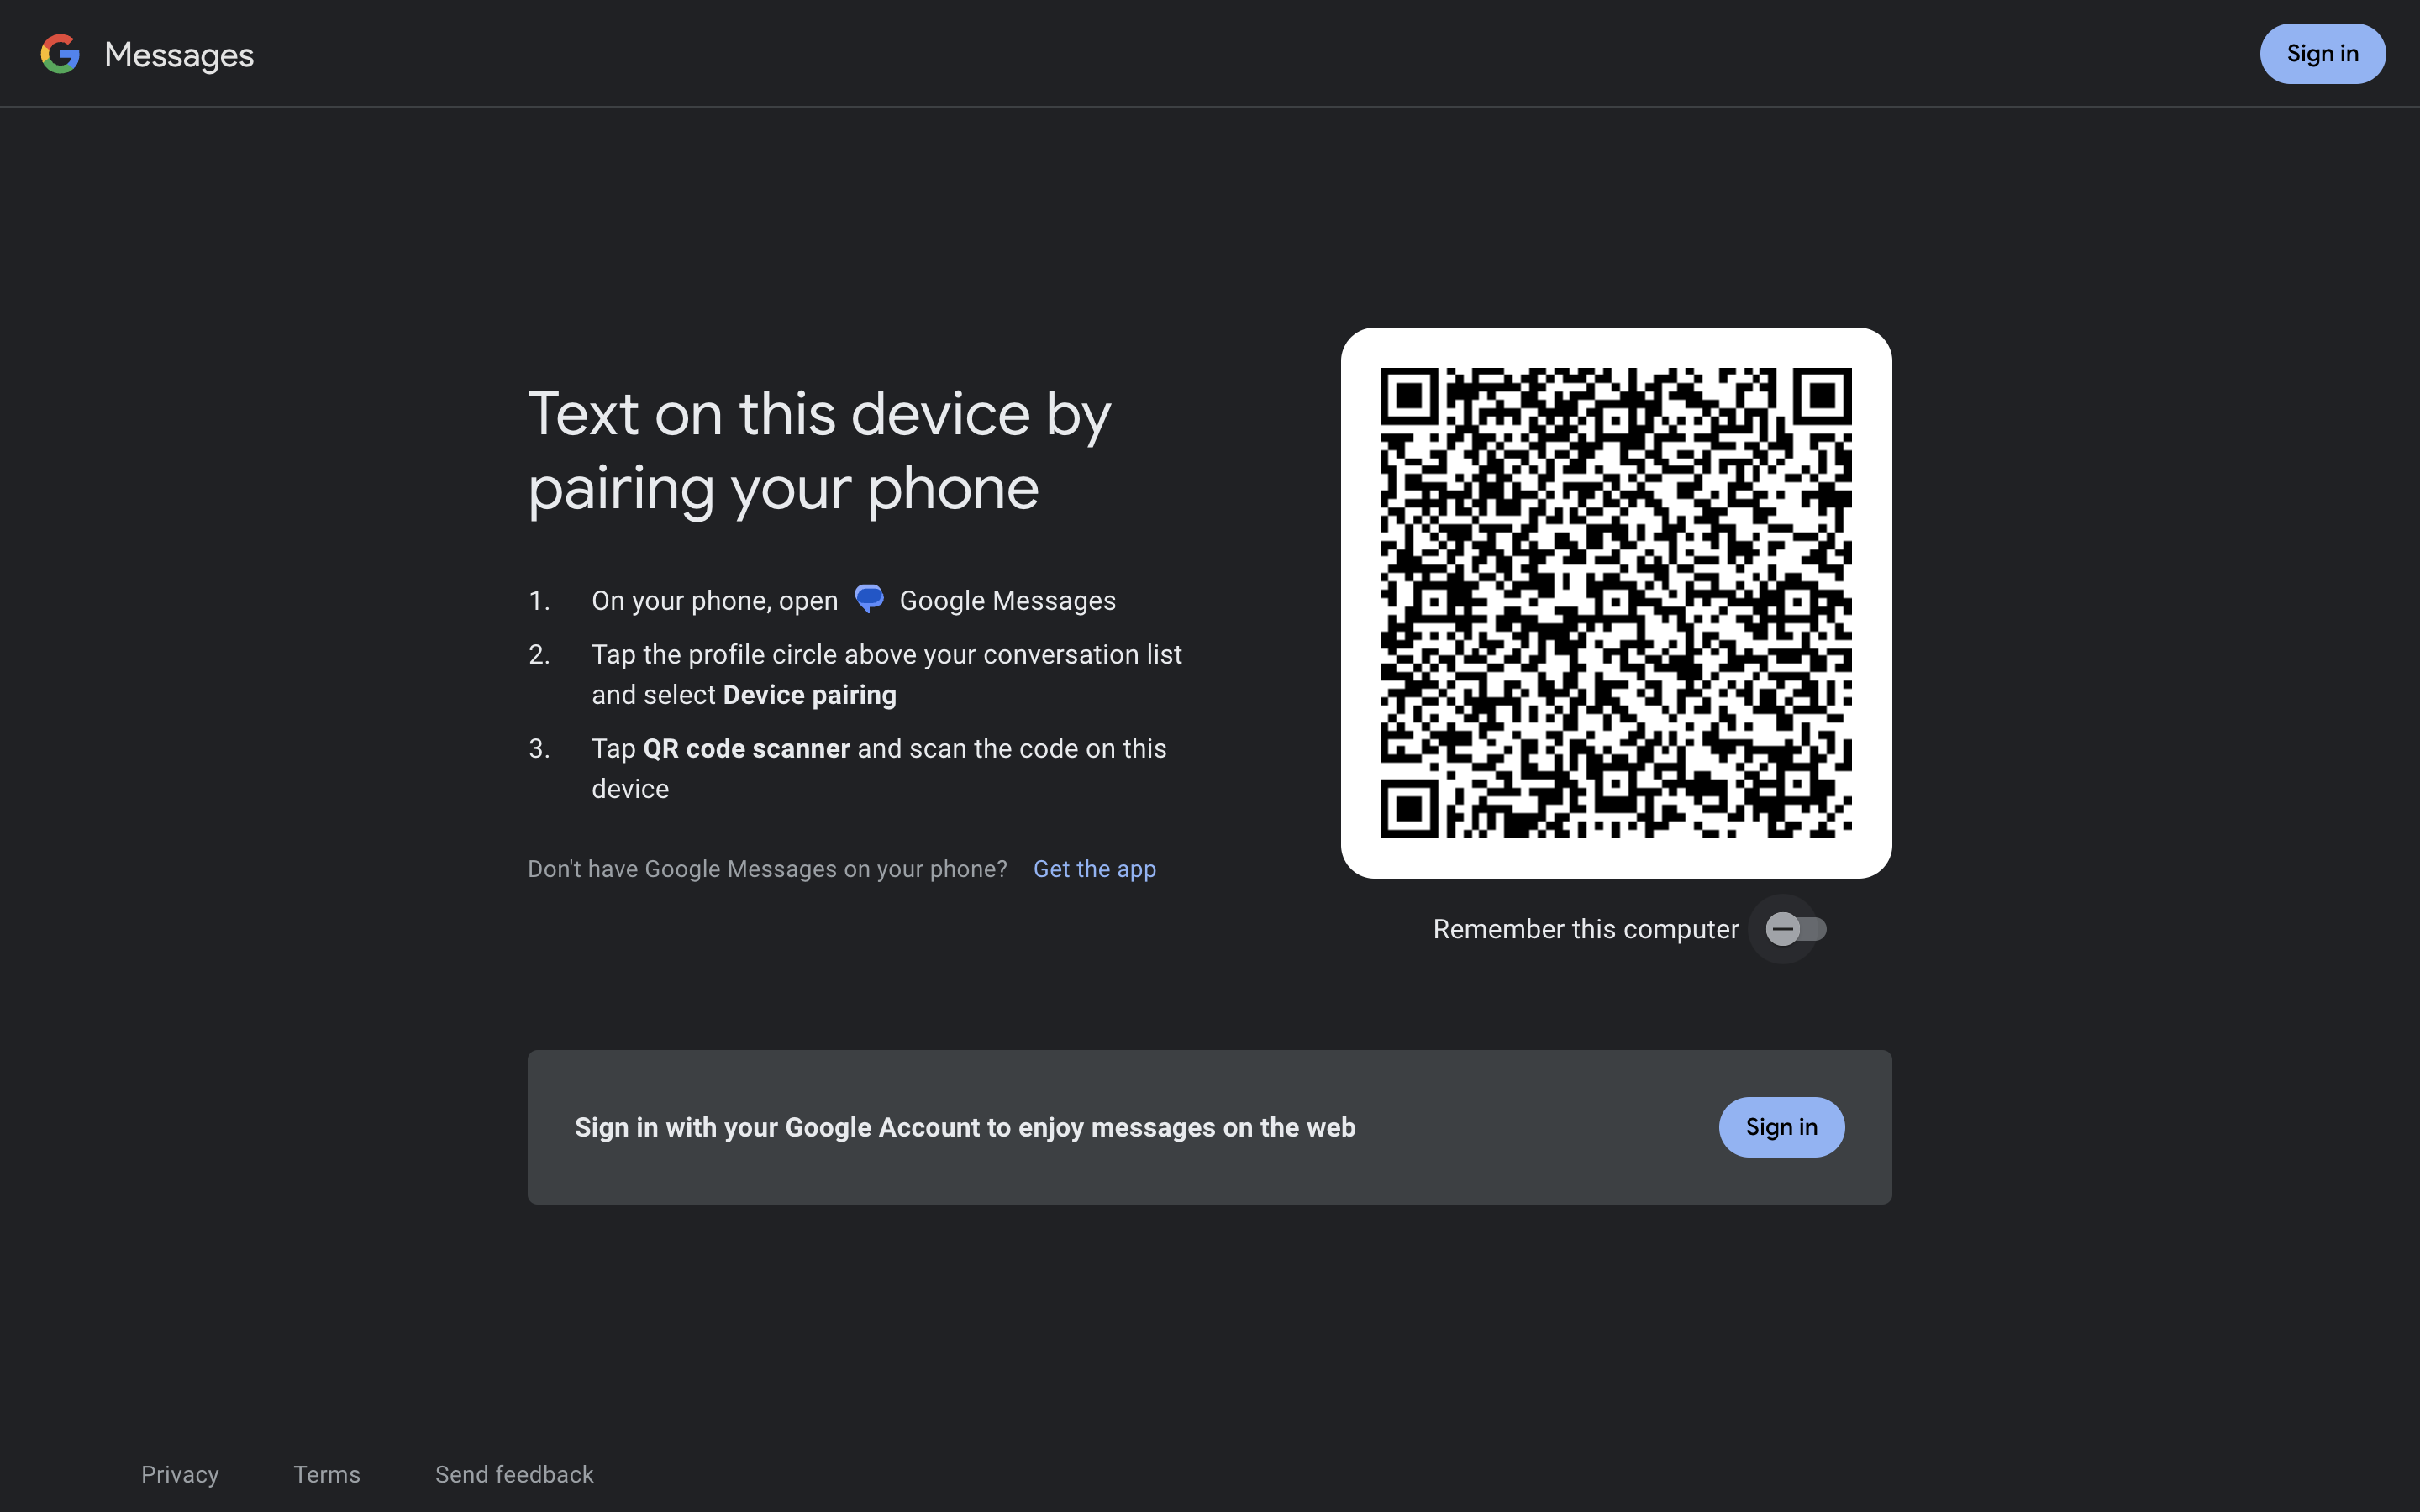 Messages
Sign in
Text on this device by
pairing your phone
1. On your phone, open Google Messages
2. Tap the profile circle above your conversation list
and select Device pairing
3. Tap QR code scanner and scan the code on this
device
Don't have Google Messages on your phone? Get the app
Remember this computer
Sign in with your Google Account to enjoy messages on the web
Sign in
Privacy Terms Send feedback